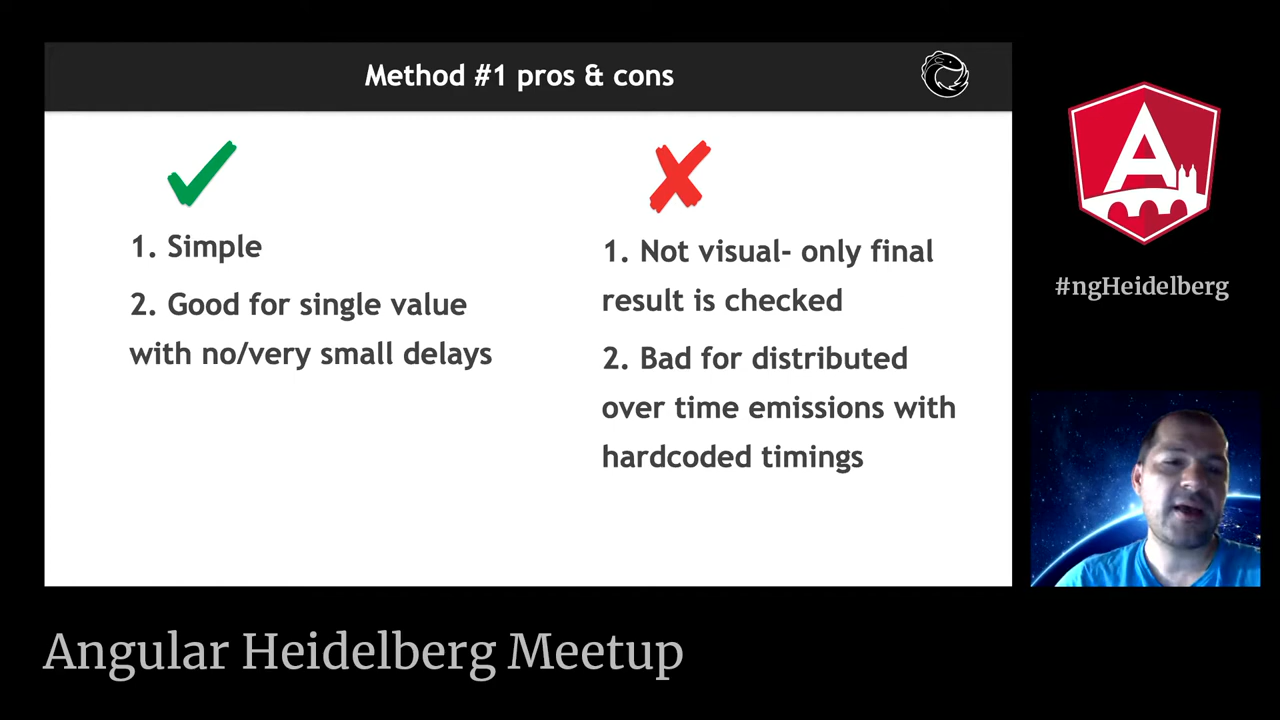 Method #1 pros & cons
1. Simple
2. Good for single value
with no/very small delays
1. Not visual- only final
result is checked
2. Bad for distributed
over time emissions with
hardcoded timings
A
#ngHeidelberg
Angular Heidelberg Meetup